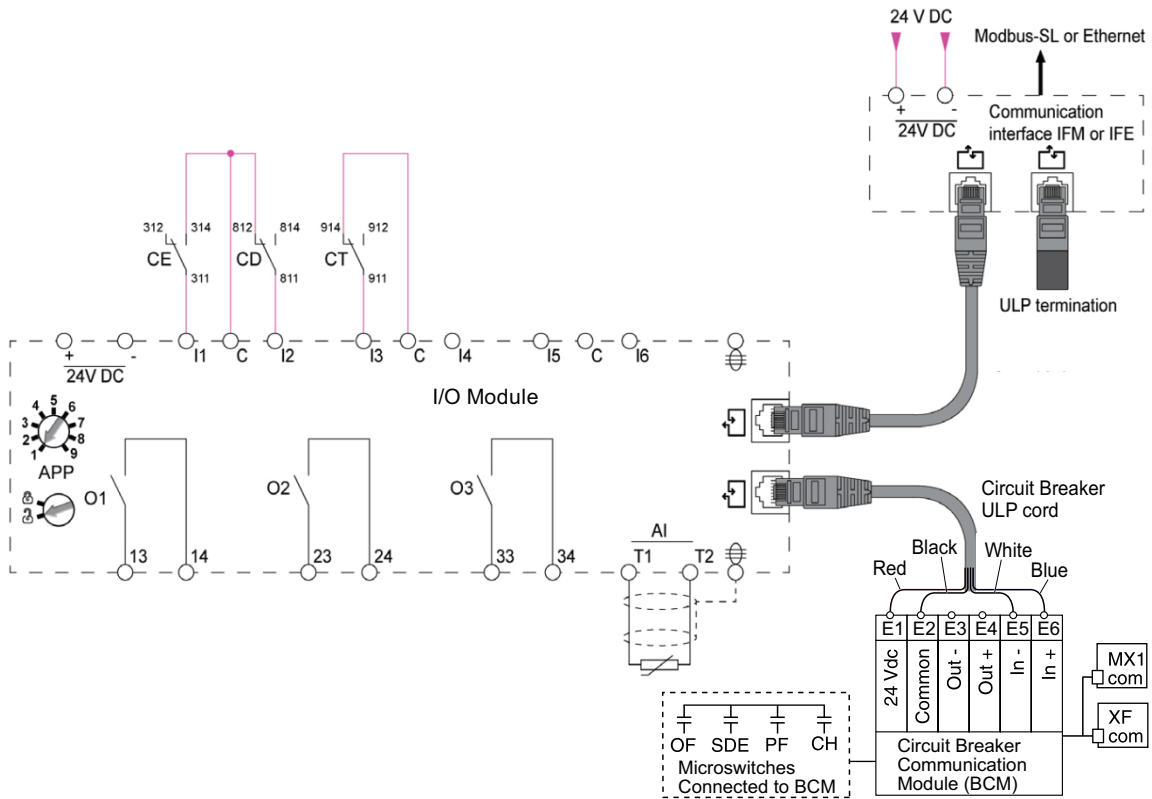 24 V DC
Modbus-SL or Ethernet
+ -
24V DC
Communication
interface IFM or IFE
ULP termination
312 314 812 814 914 912
CE CD CT
311 811 911
I1 C I2 I3 C I4 I5 C I6
+ -
24V DC
I/O Module
1 2 3 4 5 6 7 8 9
APP
O1 O2 O3
13 14 23 24 33 34
AI
T1 T2
Circuit Breaker
ULP cord
Black White
Red Blue
E1 E2 E3 E4 E5 E6
24 Vdc
Common
Out -
Out +
In -
In +
MX1
com
XF
com
OF SDE PF CH
Microswitches
Connected to BCM
Circuit Breaker
Communication
Module (BCM)